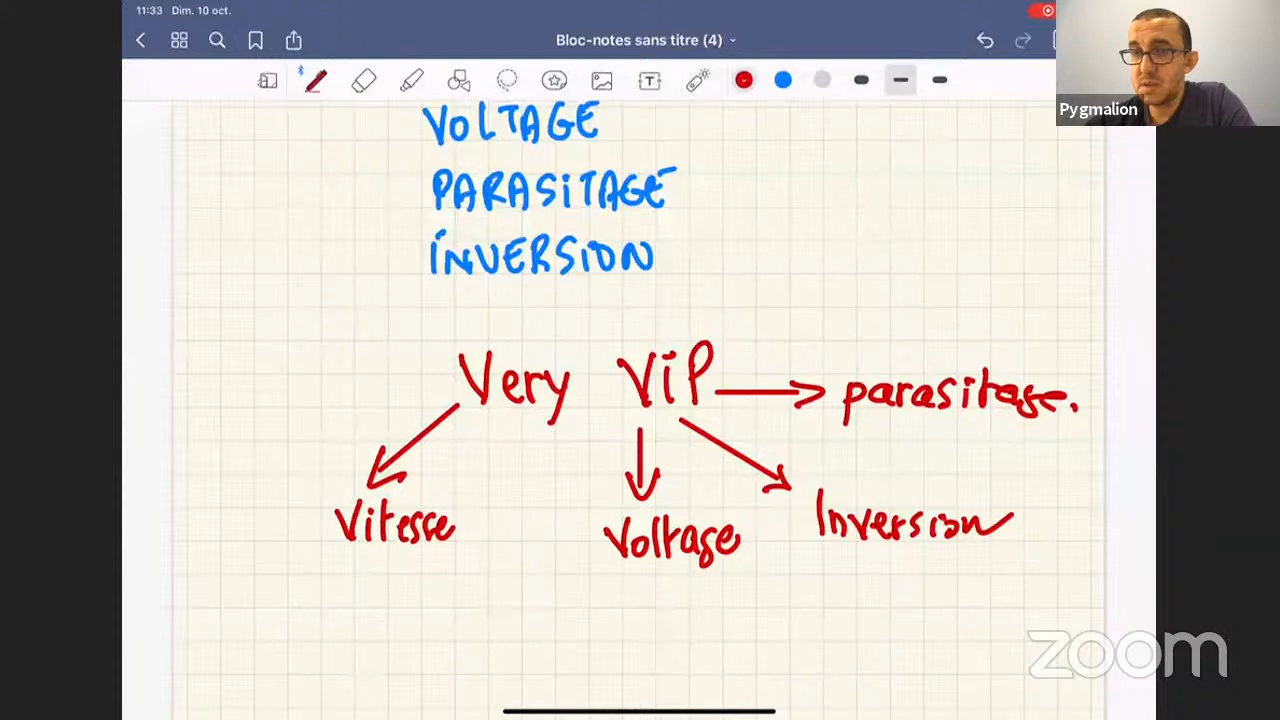 11:33 Dim. 10 oct.
Bloc-notes sans titre (4)
T
Pygmalion
VOLTAGE
PARASiTAGE
iNVERSiON
Very ViP parasitage.
Vitesse Voltage Inversion
zoom